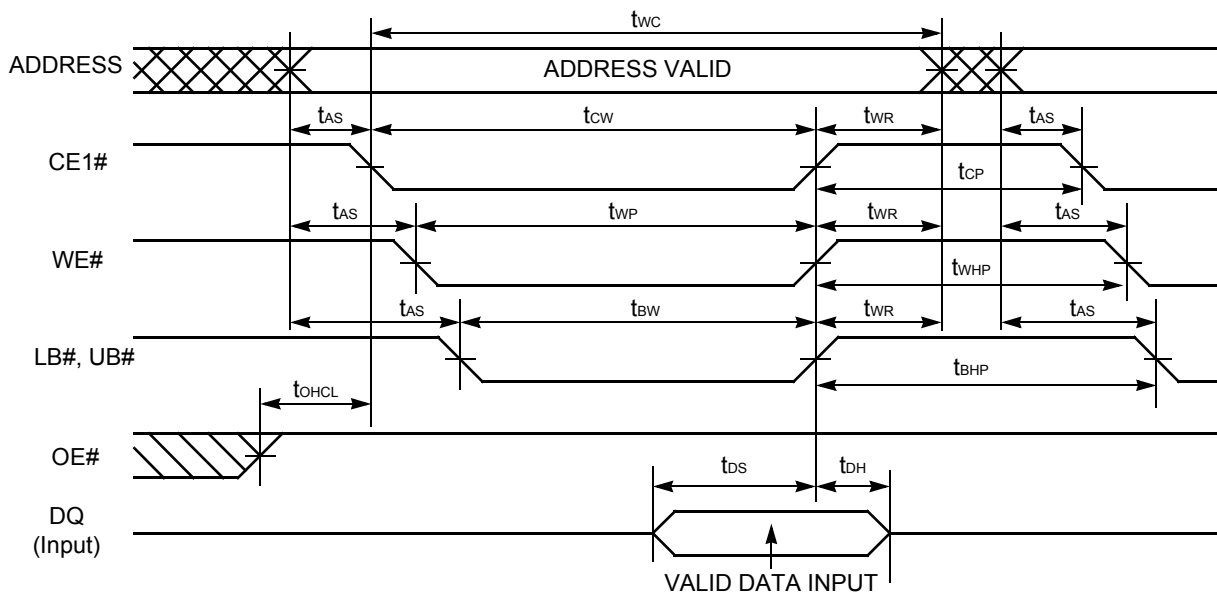 tWC
ADDRESS
ADDRESS VALID
tAS
tCW
tWR
tAS
CE1#
tCP
tAS
tWP
tWR
tAS
WE#
tWHP
tAS
tBW
tWR
tAS
LB#, UB#
tBHP
tOHCL
OE#
tDS
tDH
DQ
(Input)
VALID DATA INPUT